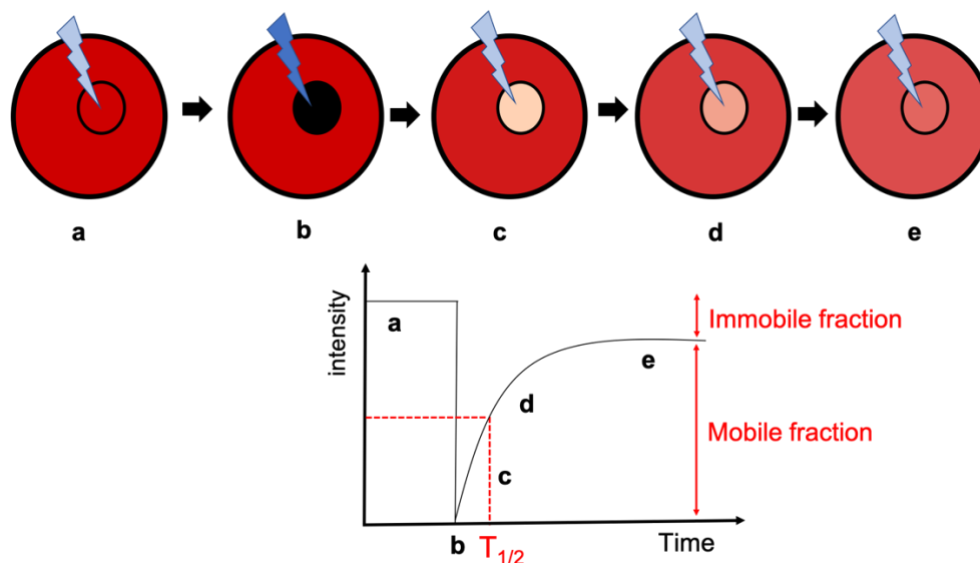 a
b
c
d
e
intensity
a
Immobile fraction
e
d
Mobile fraction
c
b
T1/2
Time